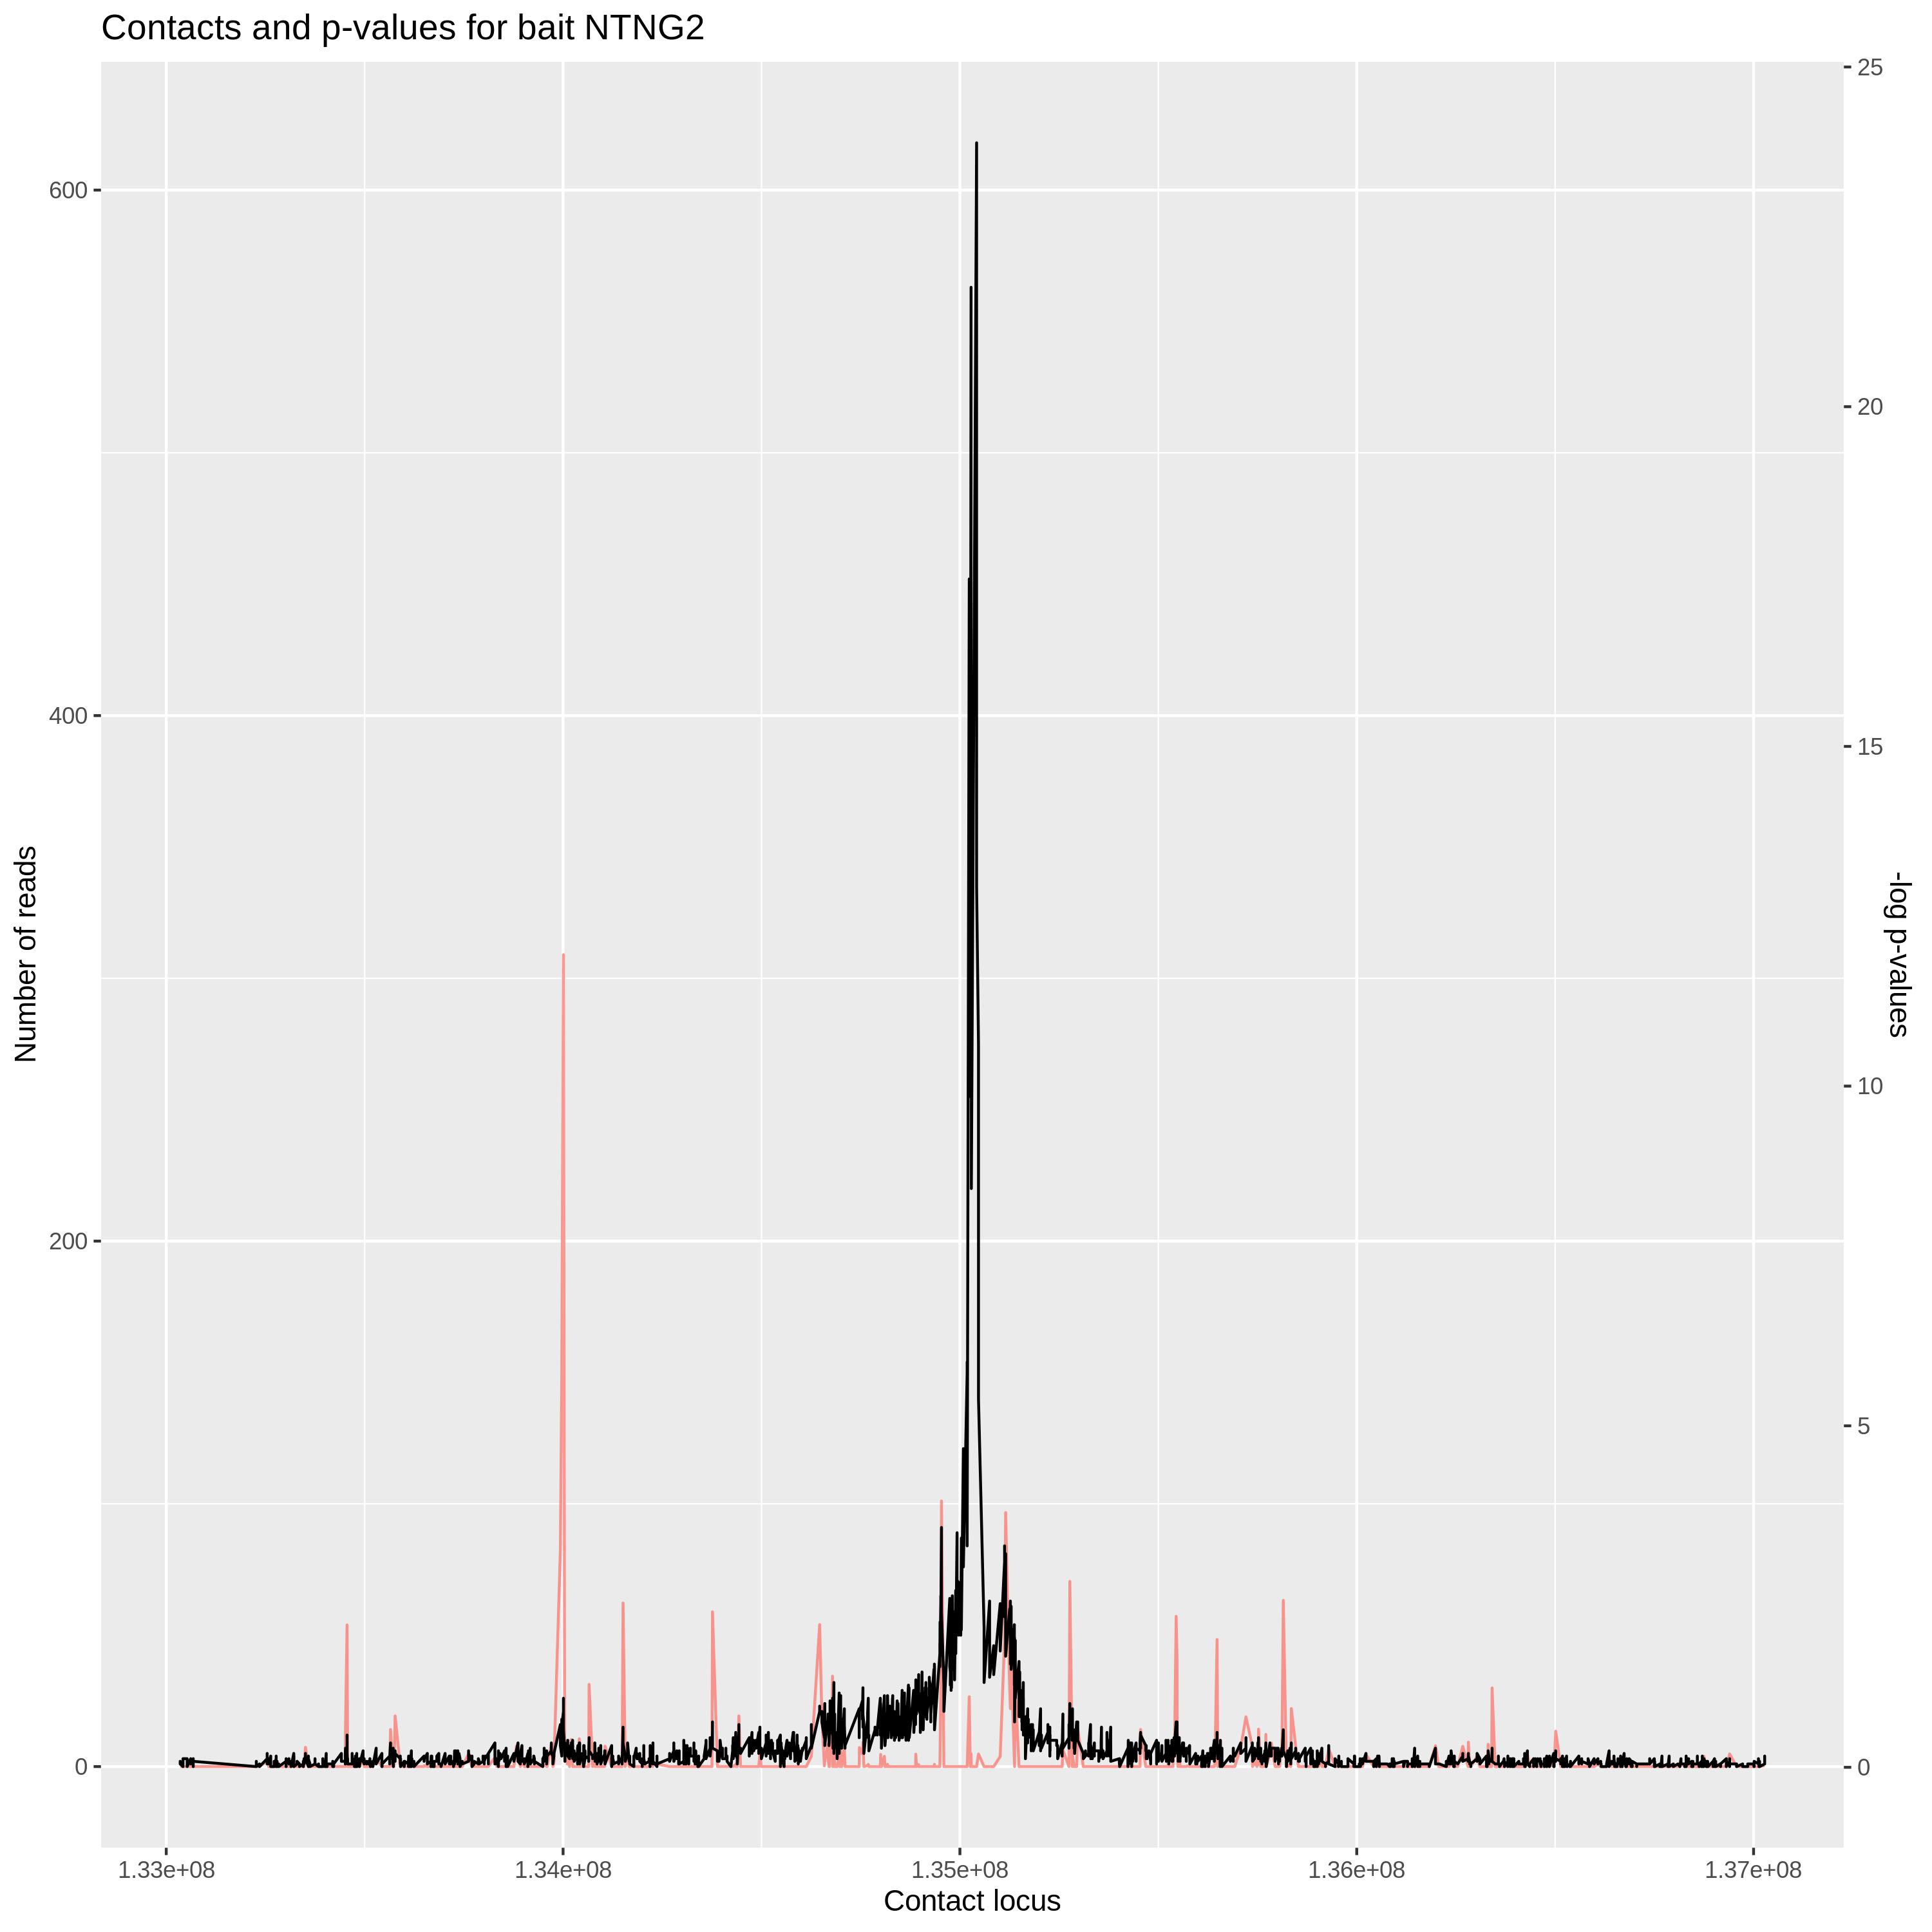 Contacts and p-values for bait NTNG2
600
400
200
0
Number of reads
25
20
15
10
5
0
-log p-values
1.33e+08 1.34e+08 1.35e+08 1.36e+08 1.37e+08
Contact locus